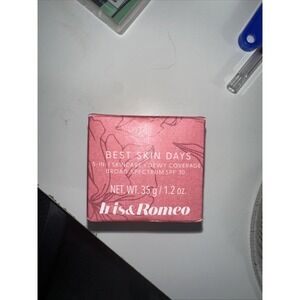 BEST SKIN DAYS
5-IN-1 SKINCARE + DEWY COVERAGE
BROAD SPECTRUM SPF 30
NET WT. 35 g / 1.2 oz.
Iris&Romeo